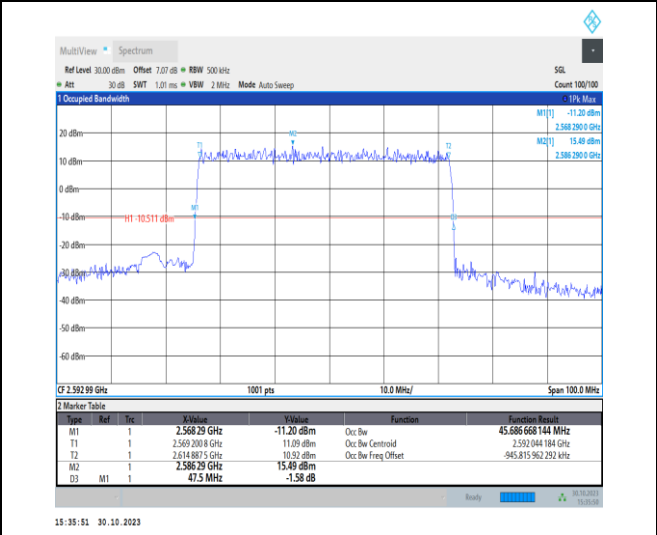 MultiView Spectrum
Ref Level 30.00 dBm Offset 7.07 dB RBW 500 kHz SGL
Att 30 dB SWT 1.01 ms VBW 2 MHz Mode Auto Sweep Count 100/100
1 Occupied Bandwidth 1Pk Max
M1[1] -11.20 dBm
2.568 290 0 GHz
M2[1] 15.49 dBm
2.586 290 0 GHz
20 dBm
M2
T1
T2
10 dBm
0 dBm
M1
-10 dBm
H1 -10.511 dBm
-20 dBm
-30 dBm
-40 dBm
-50 dBm
-60 dBm
CF 2.592 99 GHz 1001 pts 10.0 MHz/ Span 100.0 MHz
2 Marker Table
Type Ref Trc X-Value Y-Value Function Function Result
M1 1 2.568 29 GHz -11.20 dBm Occ Bw 45.686 668 144 MHz
T1 1 2.569 200 8 GHz 11.09 dBm Occ Bw Centroid 2.592 044 184 GHz
T2 1 2.614 887 5 GHz 10.92 dBm Occ Bw Freq Offset -945.815 962 292 kHz
M2 1 2.586 29 GHz 15.49 dBm
D3 M1 1 47.5 MHz -1.58 dB
Ready 30.10.2023
15:35:50
15:35:51 30.10.2023